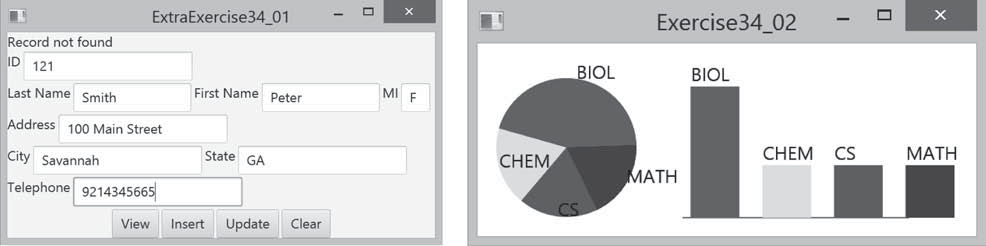 ExtraExercise34_01
Record not found
ID 121
Last Name Smith First Name Peter MI F
Address 100 Main Street
City Savannah State GA
Telephone 9214345665
View Insert Update Clear
Exercise34_02
BIOL
CHEM
MATH
CS
BIOL
CHEM CS MATH